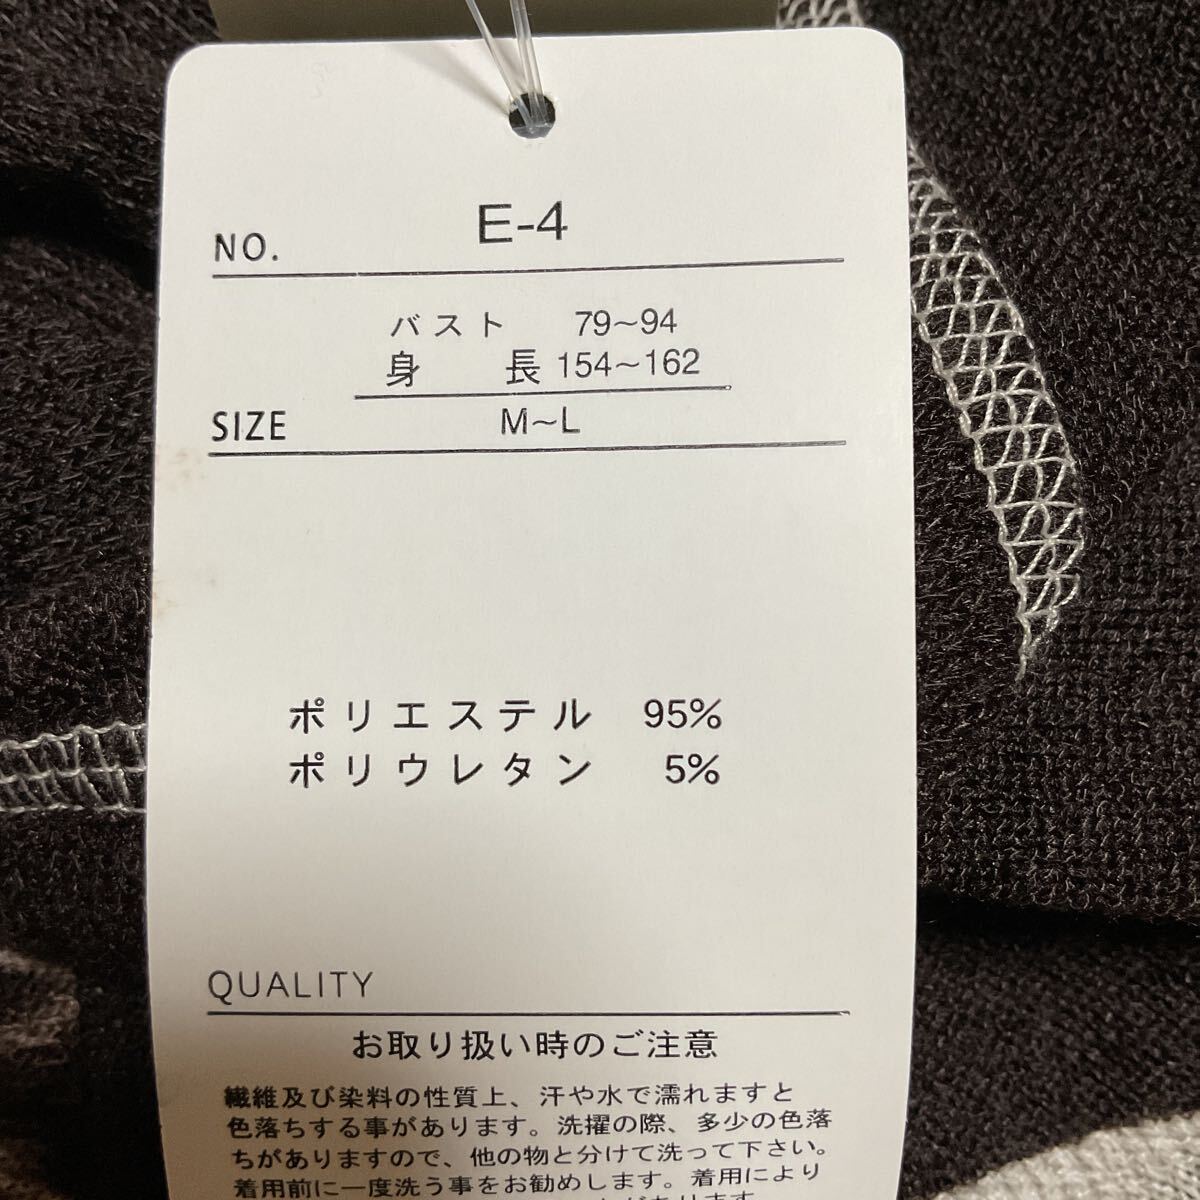 NO. E-4
バスト 79~94
身長 154~162
SIZE M~L
ポリエステル 95%
ポリウレタン 5%
QUALITY
お取り扱い時のご注意
繊維及び染料の性質上、汗や水で濡れますと
色落ちする事があります。洗濯の際、多少の色落
ちがありますので、他の物と分けて洗って下さい。
着用前に一度洗う事をお勧めします。着用により
があります